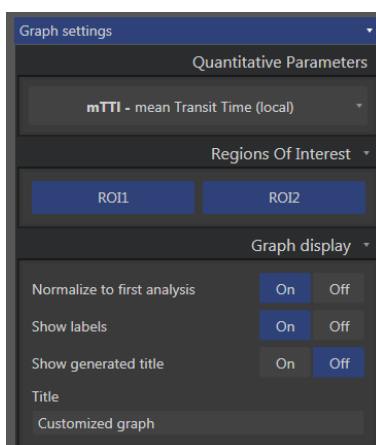 Graph settings
Quantitative Parameters
mTTI - mean Transit Time (local)
Regions Of Interest
ROI1 ROI2
Graph display
Normalize to first analysis On Off
Show labels On Off
Show generated title On Off
Title
Customized graph